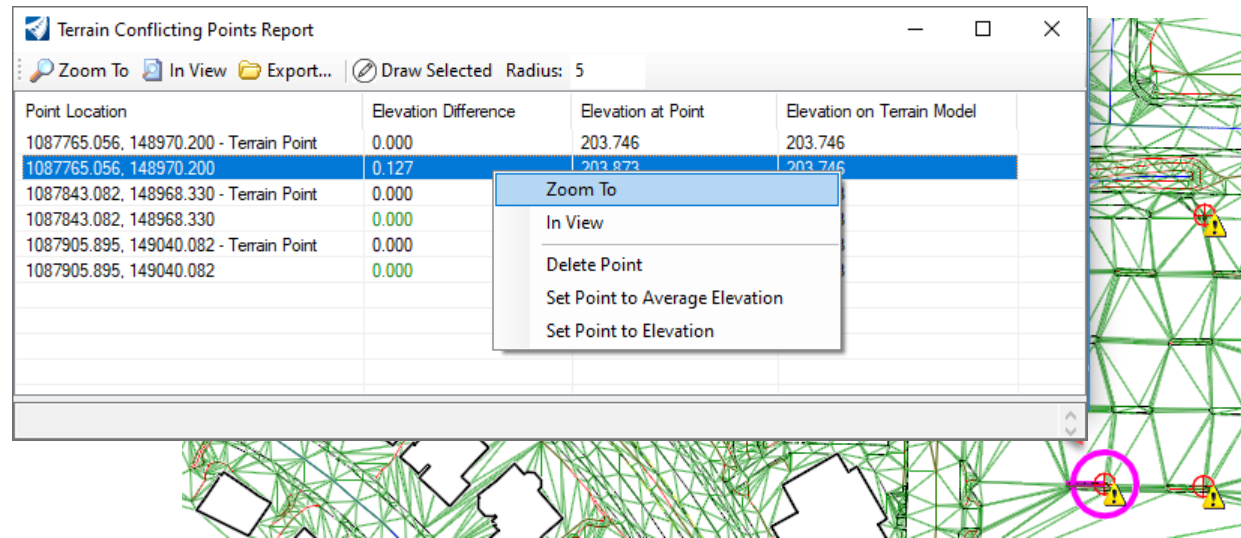 Terrain Conflicting Points Report
Zoom To In View Export... Draw Selected Radius: 5
Point Location Elevation Difference Elevation at Point Elevation on Terrain Model
1087765.056, 148970.200 - Terrain Point 0.000 203.746 203.746
1087765.056, 148970.200 0.127 203.873 203.746
1087843.082, 148968.330 - Terrain Point 0.000
1087843.082, 148968.330 0.000
1087905.895, 149040.082 - Terrain Point 0.000
1087905.895, 149040.082 0.000
Zoom To
In View
Delete Point
Set Point to Average Elevation
Set Point to Elevation